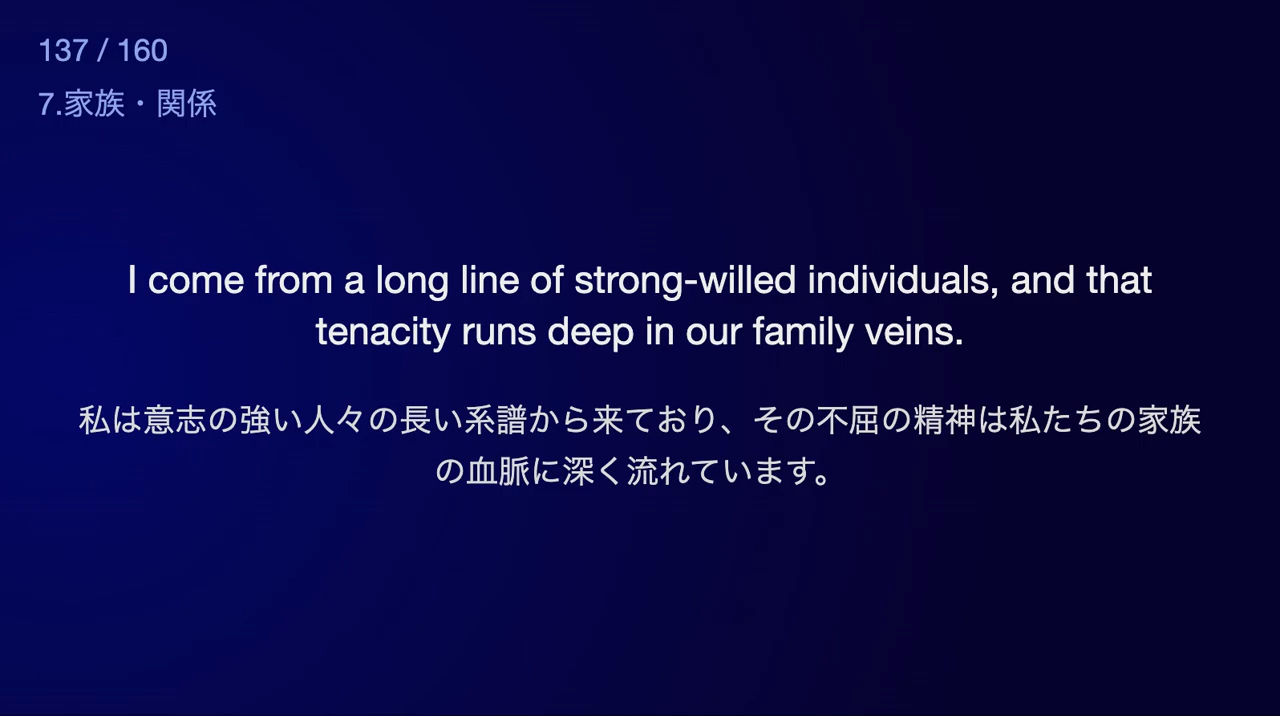 137 / 160
7.家族・関係
I come from a long line of strong-willed individuals, and that
tenacity runs deep in our family veins.
私は意志の強い人々の長い系譜から来ており、その不屈の精神は私たちの家族
の血脈に深く流れています。